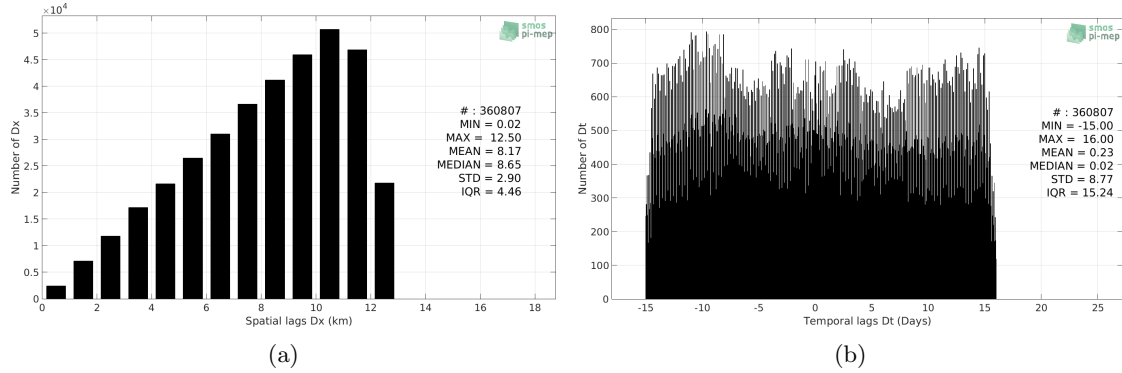 ×10⁴
5
4.5
4
3.5
3
2.5
2
1.5
1
0.5
0
Number of Dx
smos
pi-mep
# : 360807
MIN = 0.02
MAX = 12.50
MEAN = 8.17
MEDIAN = 8.65
STD = 2.90
IQR = 4.46
0 2 4 6 8 10 12 14 16 18
Spatial lags Dx (km)
(a)
800
700
600
500
400
300
200
100
0
Number of Dt
smos
pi-mep
# : 360807
MIN = -15.00
MAX = 16.00
MEAN = 0.23
MEDIAN = 0.02
STD = 8.77
IQR = 15.24
-15 -10 -5 0 5 10 15 20 25
Temporal lags Dt (Days)
(b)